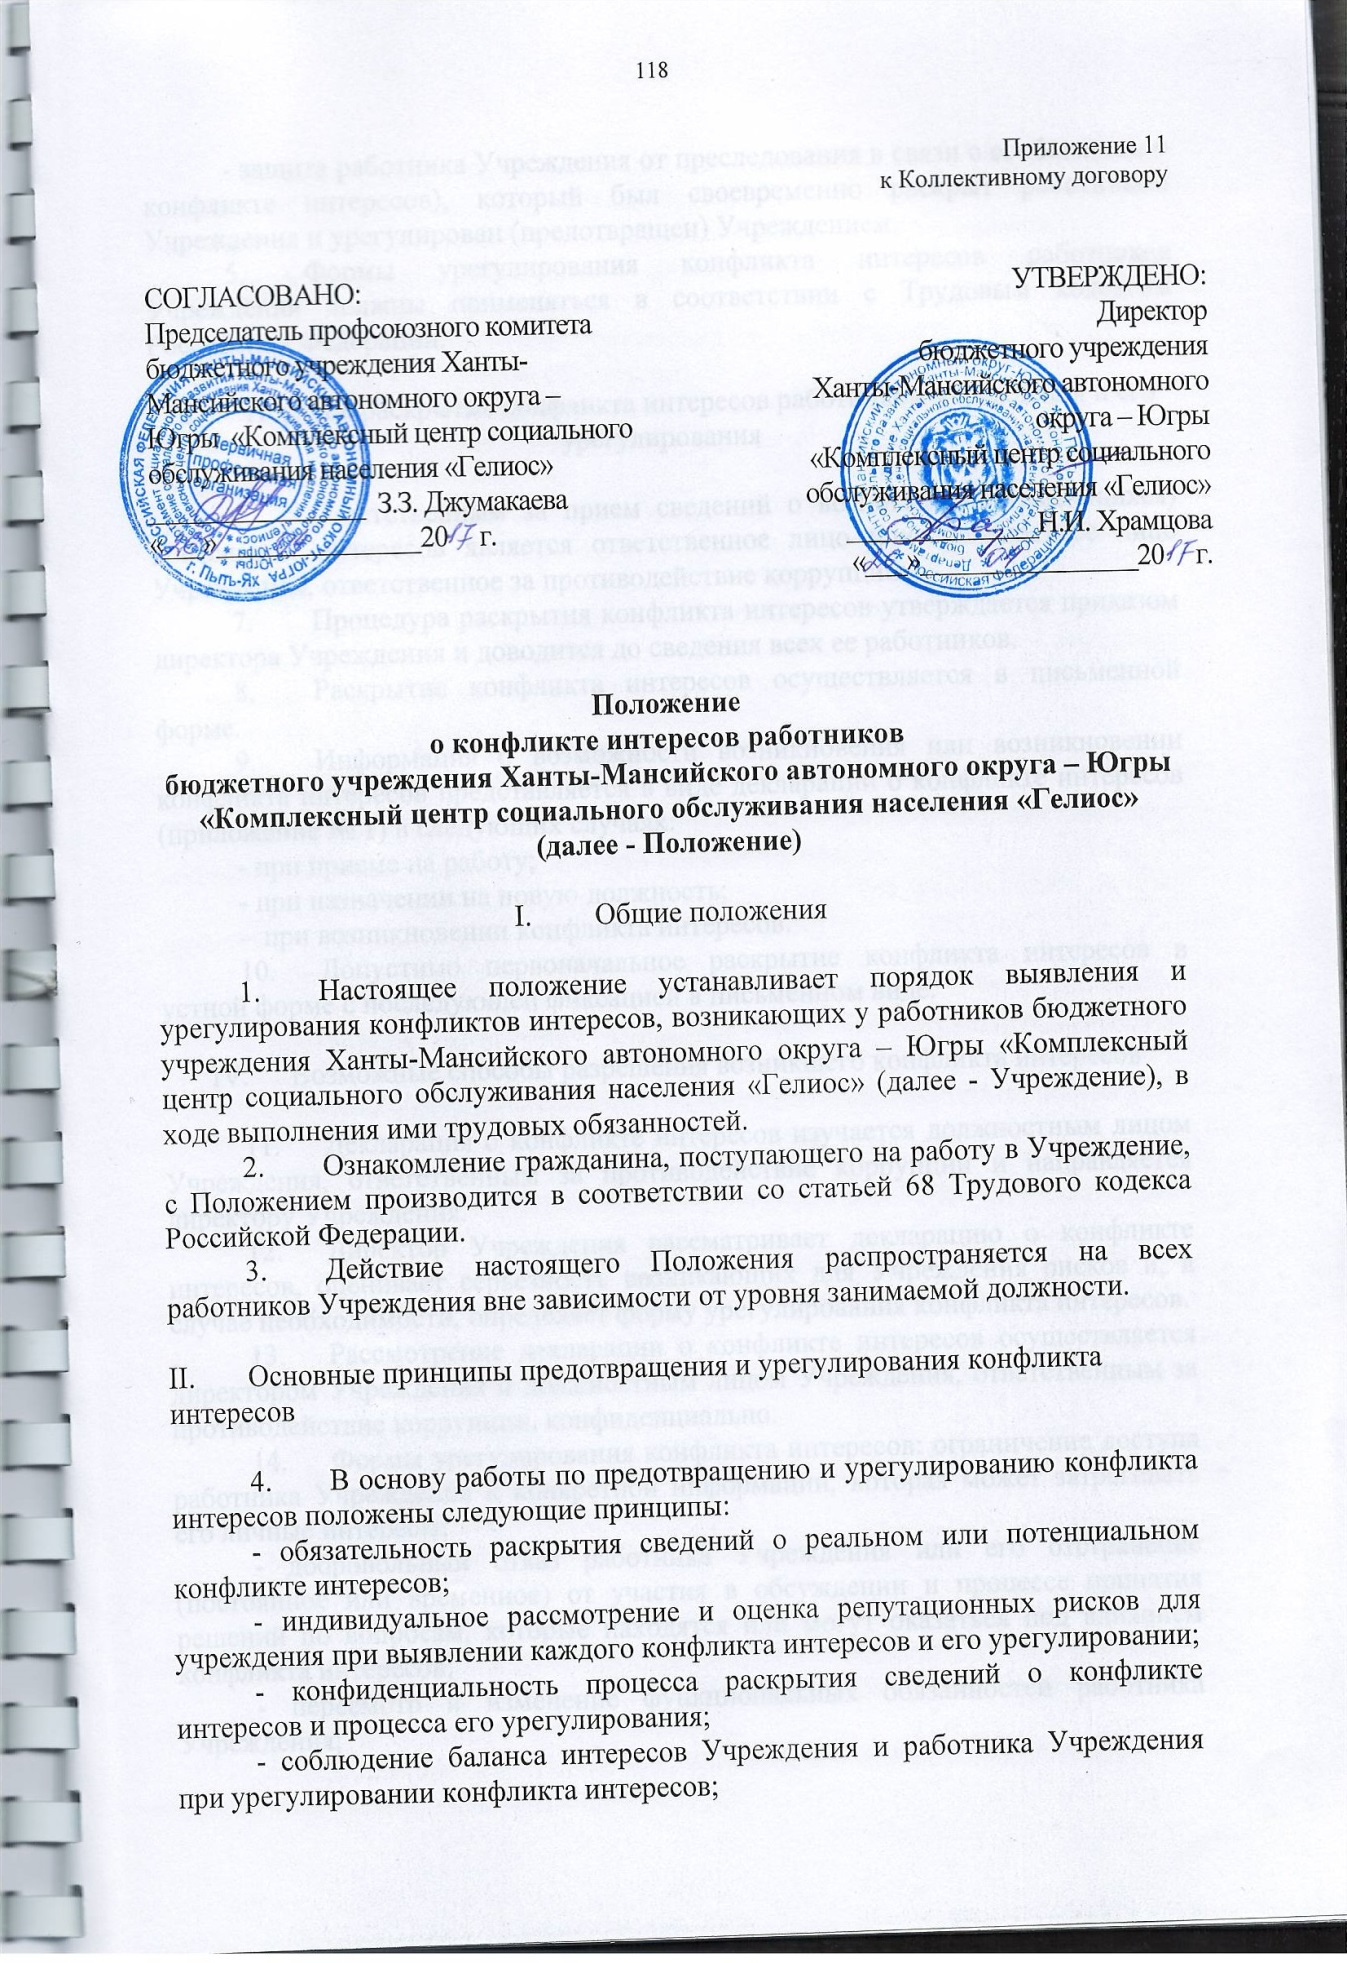 118
Приложение 11
к Коллективному договору
СОГЛАСОВАНО:
Председатель профсоюзного комитета
бюджетного учреждения Ханты-
Мансийского автономного округа –
Югры «Комплексный центр социального
обслуживания населения «Гелиос»
З.З. Джумакаева
2017 г.
УТВЕРЖДЕНО:
Директор
бюджетного учреждения
Ханты-Мансийского автономного
округа – Югры
«Комплексный центр социального
обслуживания населения «Гелиос»
Н.И. Храмцова
2017 г.
Первичная
профсоюзная
организация
г. Пыть-Ях
Положение
о конфликте интересов работников
бюджетного учреждения Ханты-Мансийского автономного округа – Югры
«Комплексный центр социального обслуживания населения «Гелиос»
(далее - Положение)
I. Общие положения
1. Настоящее положение устанавливает порядок выявления и
урегулирования конфликтов интересов, возникающих у работников бюджетного
учреждения Ханты-Мансийского автономного округа – Югры «Комплексный
центр социального обслуживания населения «Гелиос» (далее - Учреждение), в
ходе выполнения ими трудовых обязанностей.
2. Ознакомление гражданина, поступающего на работу в Учреждение,
с Положением производится в соответствии со статьей 68 Трудового кодекса
Российской Федерации.
3. Действие настоящего Положения распространяется на всех
работников Учреждения вне зависимости от уровня занимаемой должности.
II. Основные принципы предотвращения и урегулирования конфликта
интересов
4. В основу работы по предотвращению и урегулированию конфликта
интересов положены следующие принципы:
- обязательность раскрытия сведений о реальном или потенциальном
конфликте интересов;
- индивидуальное рассмотрение и оценка репутационных рисков для
учреждения при выявлении каждого конфликта интересов и его урегулировании;
- конфиденциальность процесса раскрытия сведений о конфликте
интересов и процесса его урегулирования;
- соблюдение баланса интересов Учреждения и работника Учреждения
при урегулировании конфликта интересов;